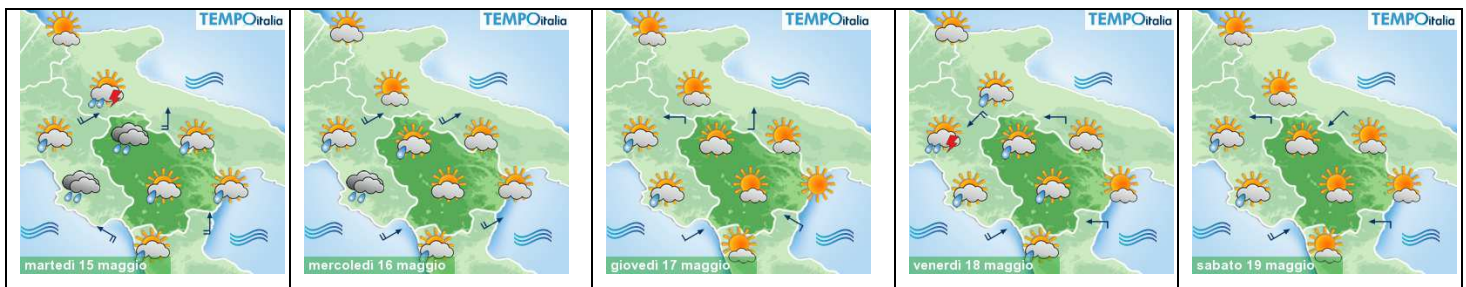 TEMPOitalia
martedì 15 maggio
TEMPOitalia
mercoledì 16 maggio
TEMPOitalia
giovedì 17 maggio
TEMPOitalia
venerdì 18 maggio
TEMPOitalia
sabato 19 maggio